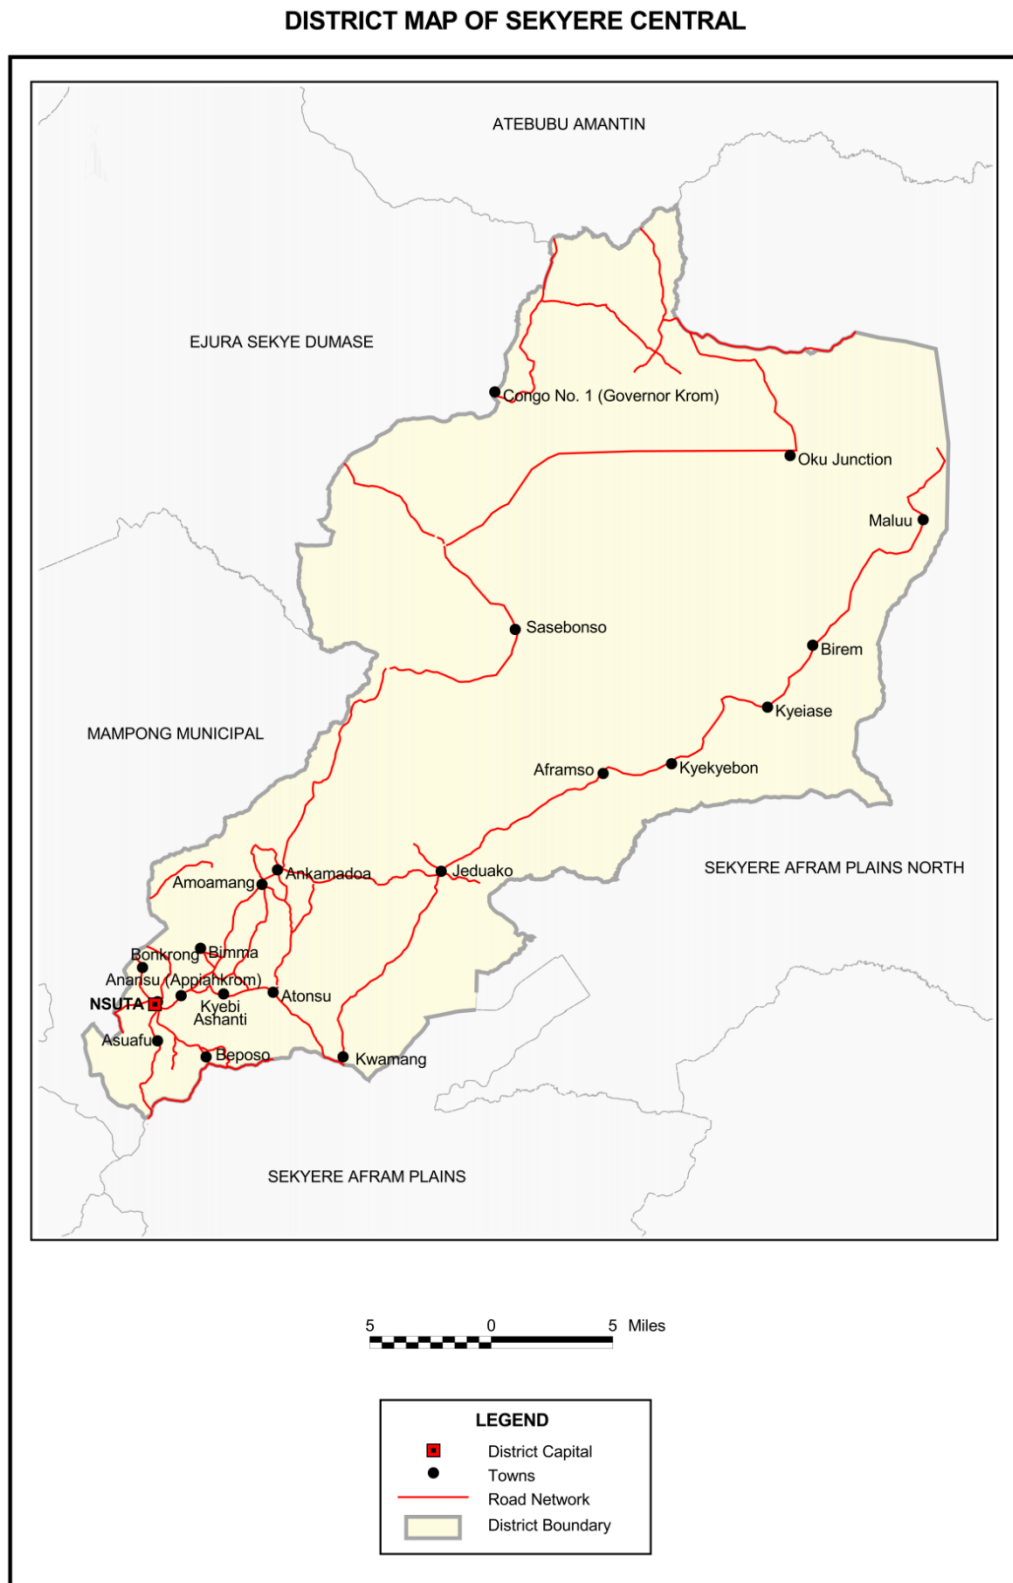 DISTRICT MAP OF SEKYERE CENTRAL
ATEBUBU AMANTIN
EJURA SEKYE DUMASE
Congo No. 1 (Governor Krom)
Oku Junction
Maluu
Sasebonso
Birem
Kyeiase
MAMPONG MUNICIPAL
Aframso
Kyekyebon
SEKYERE AFRAM PLAINS NORTH
Ankamadoa
Jeduako
Amoamang
Bimma
Bonkrong
Anansu (Appiahkrom)
NSUTA
Kyebi
Ashanti
Atonsu
Asuafu
Beposo
Kwamang
SEKYERE AFRAM PLAINS
5 0 5 Miles
LEGEND
District Capital
Towns
Road Network
District Boundary